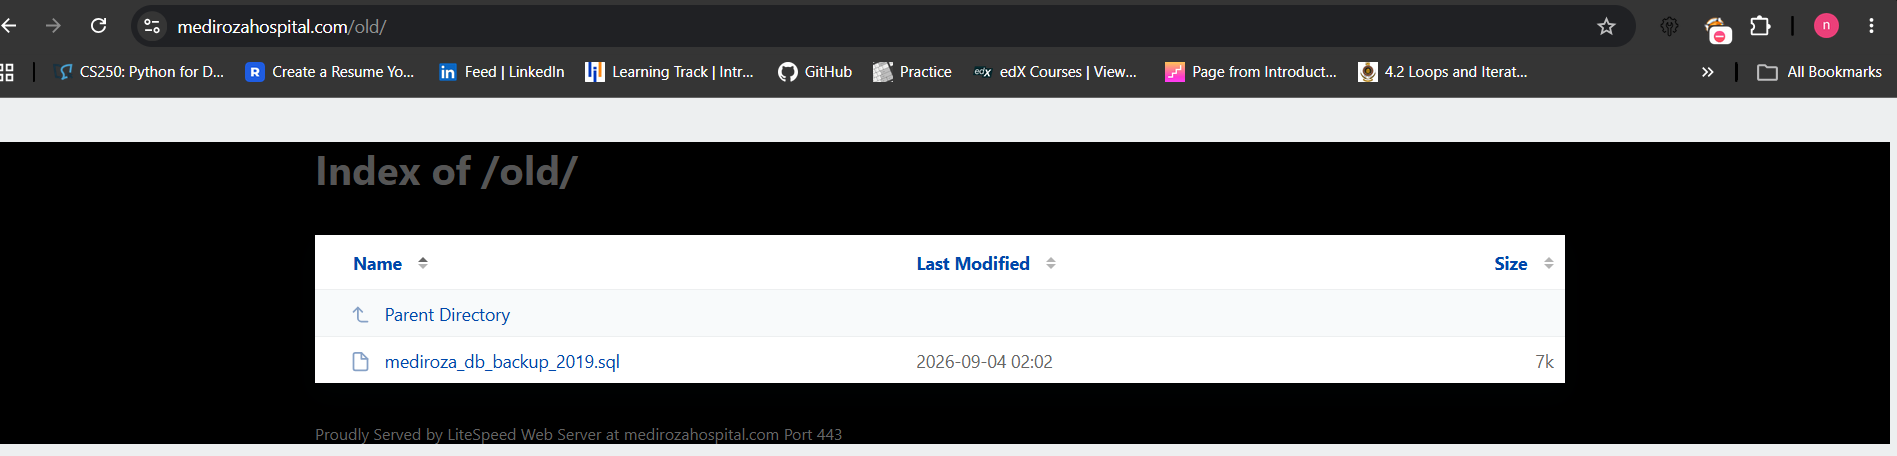 medirozahospital.com/old/
n
CS250: Python for D... Create a Resume Yo... Feed | LinkedIn Learning Track | Intr... GitHub Practice edX Courses | View... Page from Introduct... 4.2 Loops and Iterat... » All Bookmarks
Index of /old/
Name Last Modified Size
Parent Directory
mediroza_db_backup_2019.sql 2026-09-04 02:02 7k
Proudly Served by LiteSpeed Web Server at medirozahospital.com Port 443